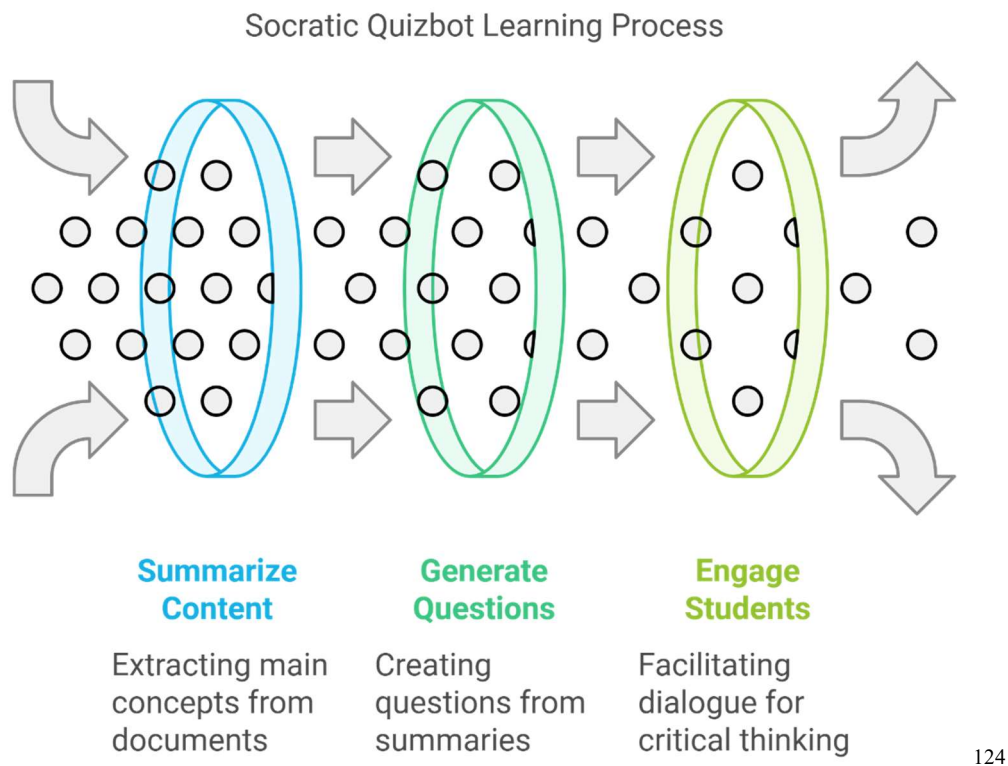 Socratic Quizbot Learning Process
Summarize
Content
Extracting main
concepts from
documents
Generate
Questions
Creating
questions from
summaries
Engage
Students
Facilitating
dialogue for
critical thinking
124